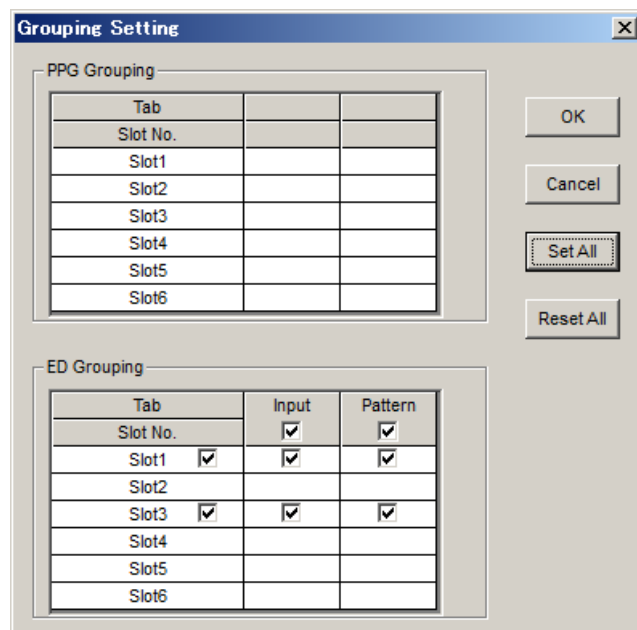 Grouping Setting
PPG Grouping
Tab
Slot No.
Slot1
Slot2
Slot3
Slot4
Slot5
Slot6
OK
Cancel
Set All
Reset All
ED Grouping
Tab Input Pattern
Slot No.
Slot1
Slot2
Slot3
Slot4
Slot5
Slot6